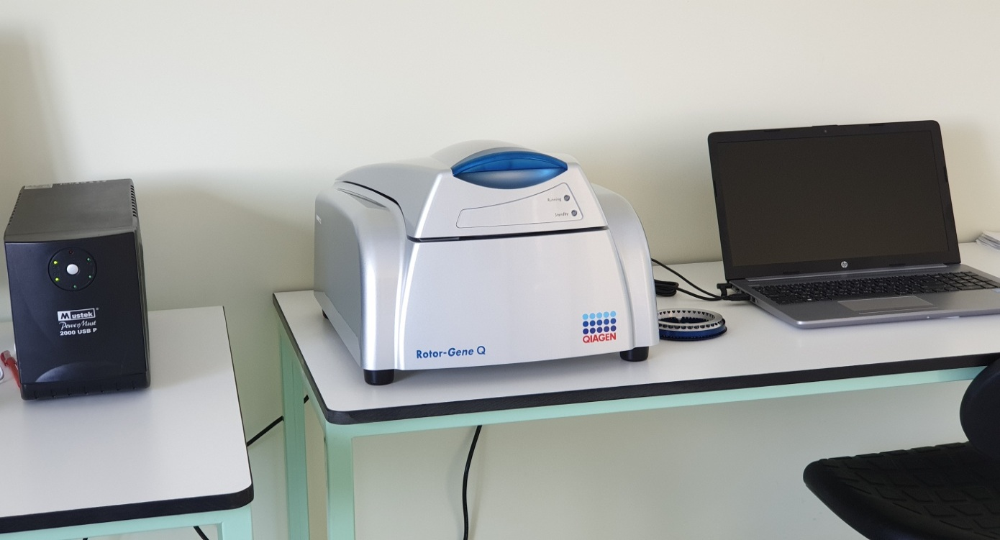 Mustek
PowerMust
2000 USB P
Running
Standby
Rotor-Gene Q
QIAGEN
hp